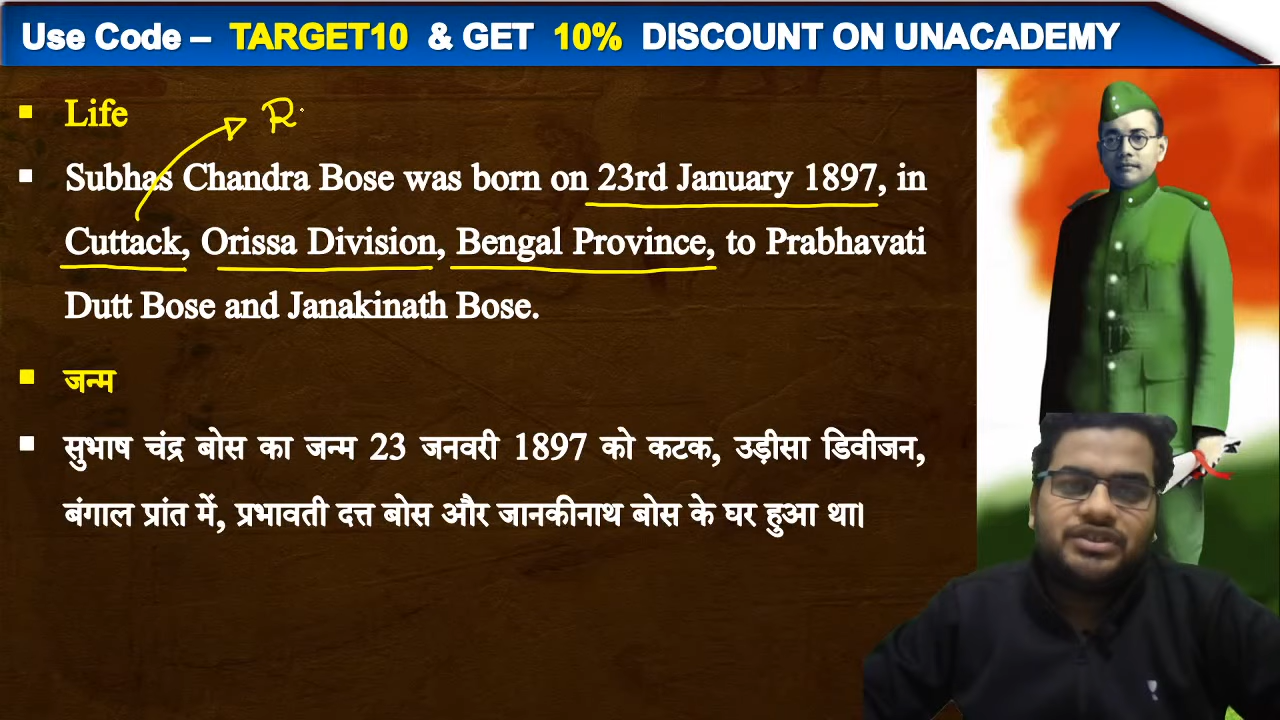 Use Code – TARGET10 & GET 10% DISCOUNT ON UNACADEMY
Life
R
Subhas Chandra Bose was born on 23rd January 1897, in
Cuttack, Orissa Division, Bengal Province, to Prabhavati
Dutt Bose and Janakinath Bose.
जन्म
सुभाष चंद्र बोस का जन्म 23 जनवरी 1897 को कटक, उड़ीसा डिवीजन,
बंगाल प्रांत में, प्रभावती दत्त बोस और जानकीनाथ बोस के घर हुआ था।